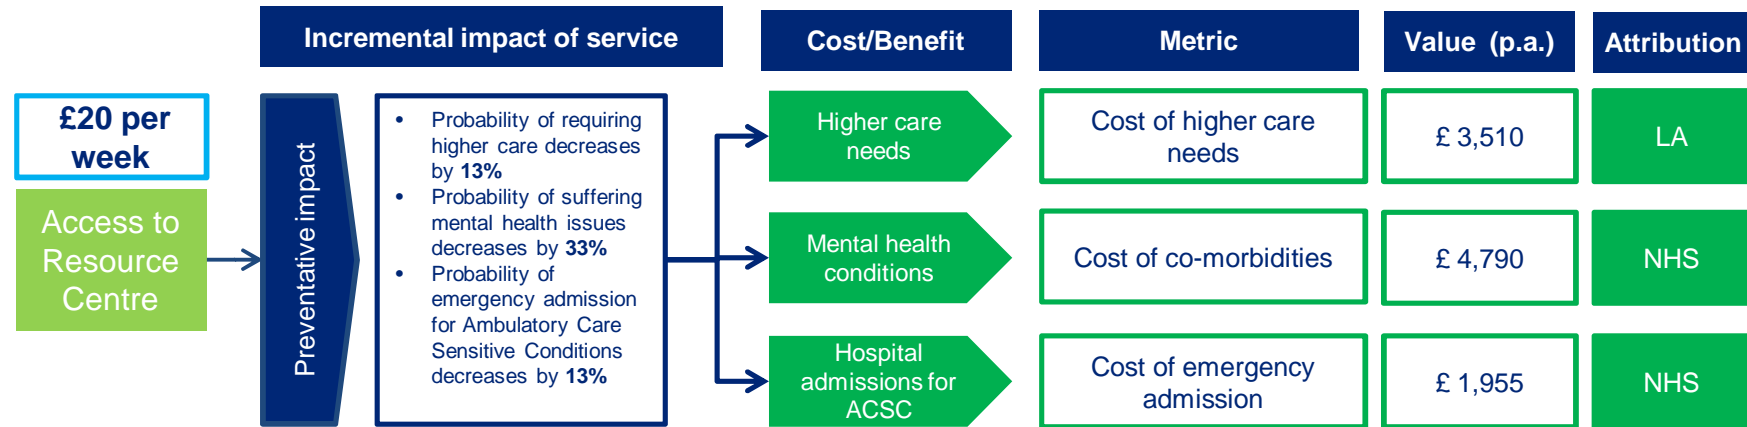 Incremental impact of service
Cost/Benefit
Metric
Value (p.a.)
Attribution
£20 per
week
Access to
Resource
Centre
Preventative impact
• Probability of requiring
higher care decreases
by 13%
• Probability of suffering
mental health issues
decreases by 33%
• Probability of
emergency admission
for Ambulatory Care
Sensitive Conditions
decreases by 13%
Higher care
needs
Cost of higher care
needs
£ 3,510
LA
Mental health
conditions
Cost of co-morbidities
£ 4,790
NHS
Hospital
admissions for
ACSC
Cost of emergency
admission
£ 1,955
NHS